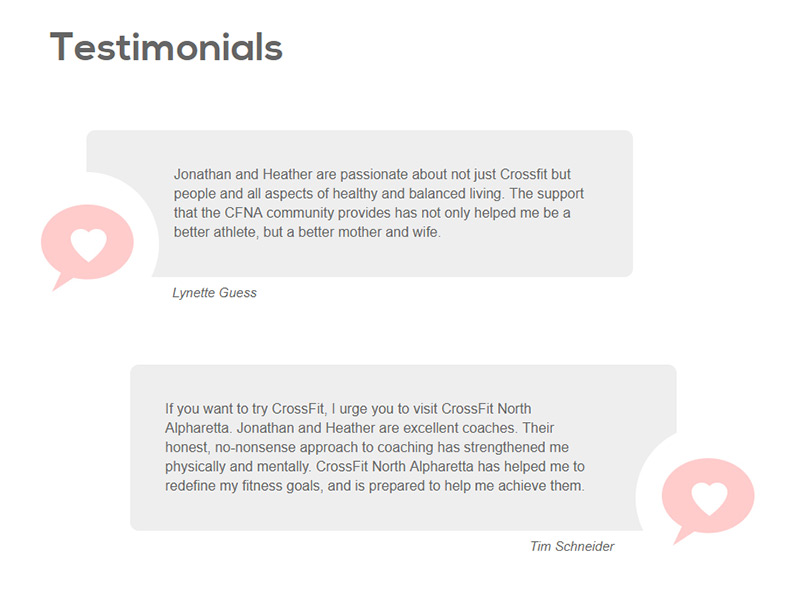 Testimonials
Jonathan and Heather are passionate about not just Crossfit but
people and all aspects of healthy and balanced living. The support
that the CFNA community provides has not only helped me be a
better athlete, but a better mother and wife.
Lynette Guess
If you want to try CrossFit, I urge you to visit CrossFit North
Alpharetta. Jonathan and Heather are excellent coaches. Their
honest, no-nonsense approach to coaching has strengthened me
physically and mentally. CrossFit North Alpharetta has helped me to
redefine my fitness goals, and is prepared to help me achieve them.
Tim Schneider